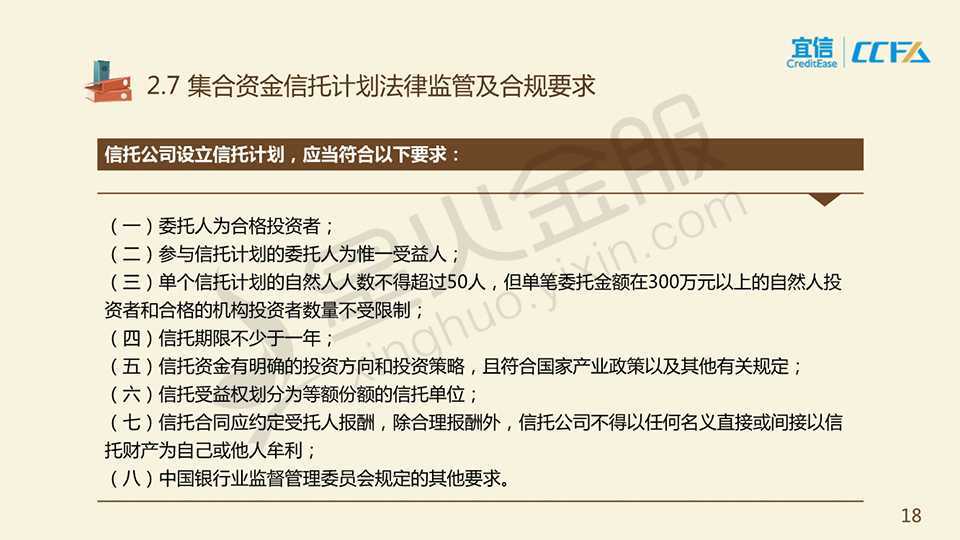 宜信
CreditEase
CCFA
2.7 集合资金信托计划法律监管及合规要求
信托公司设立信托计划，应当符合以下要求：
（一）委托人为合格投资者；
（二）参与信托计划的委托人为惟一受益人；
（三）单个信托计划的自然人人数不得超过50人，但单笔委托金额在300万元以上的自然人投
资者和合格的机构投资者数量不受限制；
（四）信托期限不少于一年；
（五）信托资金有明确的投资方向和投资策略，且符合国家产业政策以及其他有关规定；
（六）信托受益权划分为等额份额的信托单位；
（七）信托合同应约定受托人报酬，除合理报酬外，信托公司不得以任何名义直接或间接以信
托财产为自己或他人牟利；
（八）中国银行业监督管理委员会规定的其他要求。
星火金服
xinghuo.yixin.com
18